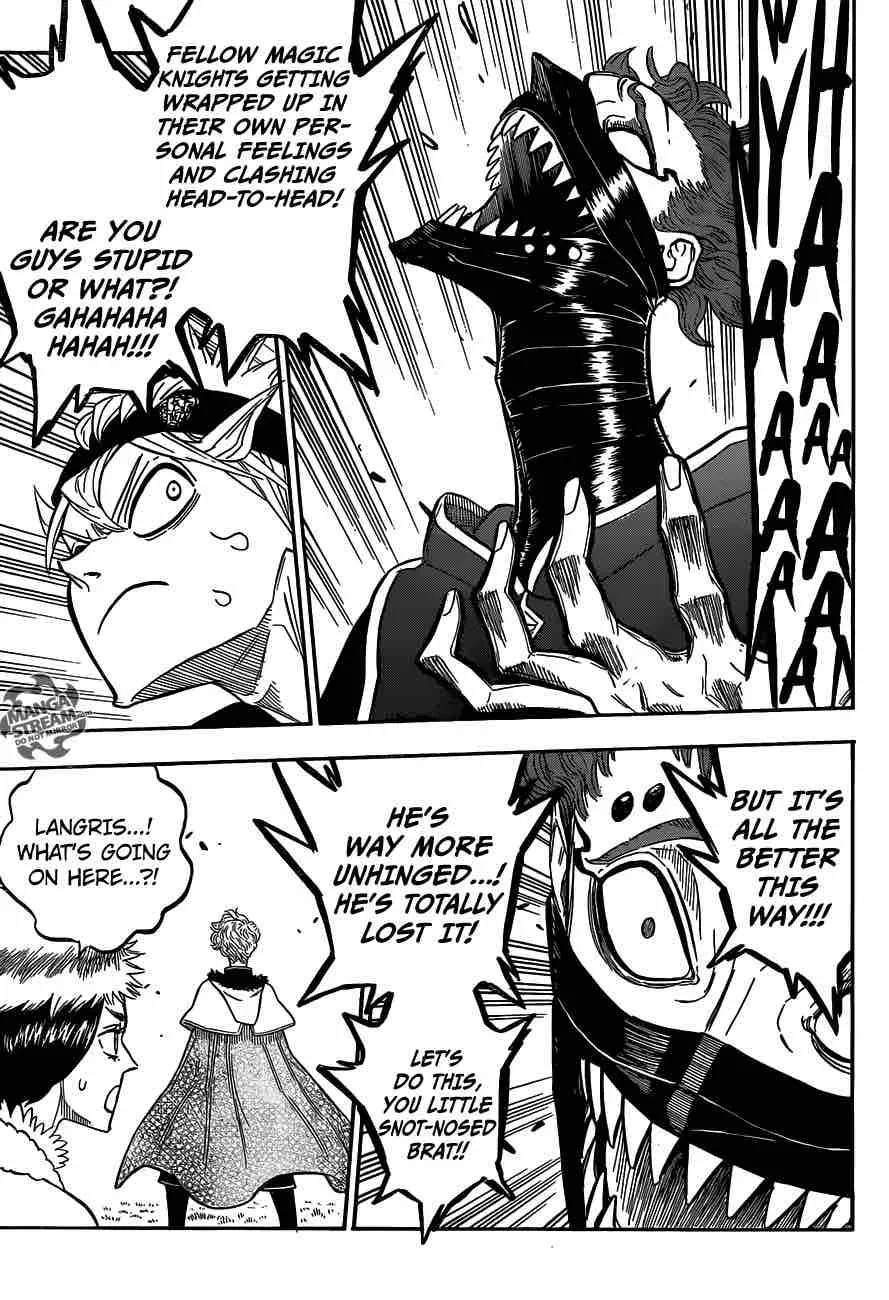 HAAAAAAN
WYAAAAAA
FELLOW MAGIC
KNIGHTS GETTING
WRAPPED UP IN
THEIR OWN PER-
SONAL FEELINGS
AND CLASHING
HEAD-TO-HEAD!
ARE YOU
GUYS STUPID
OR WHAT?!
GAHAHAHA
HAHAH!!!
MANGA
STREAM.com
DO NOT MIRROR
BUT IT'S
ALL THE
BETTER
THIS
WAY!!!
HE'S
WAY MORE
UNHINGED...!
HE'S TOTALLY
LOST IT!
LET'S
DO THIS,
YOU LITTLE
SNOT-NOSED
BRAT!!
LANGRIS...!
WHAT'S GOING
ON HERE...?!